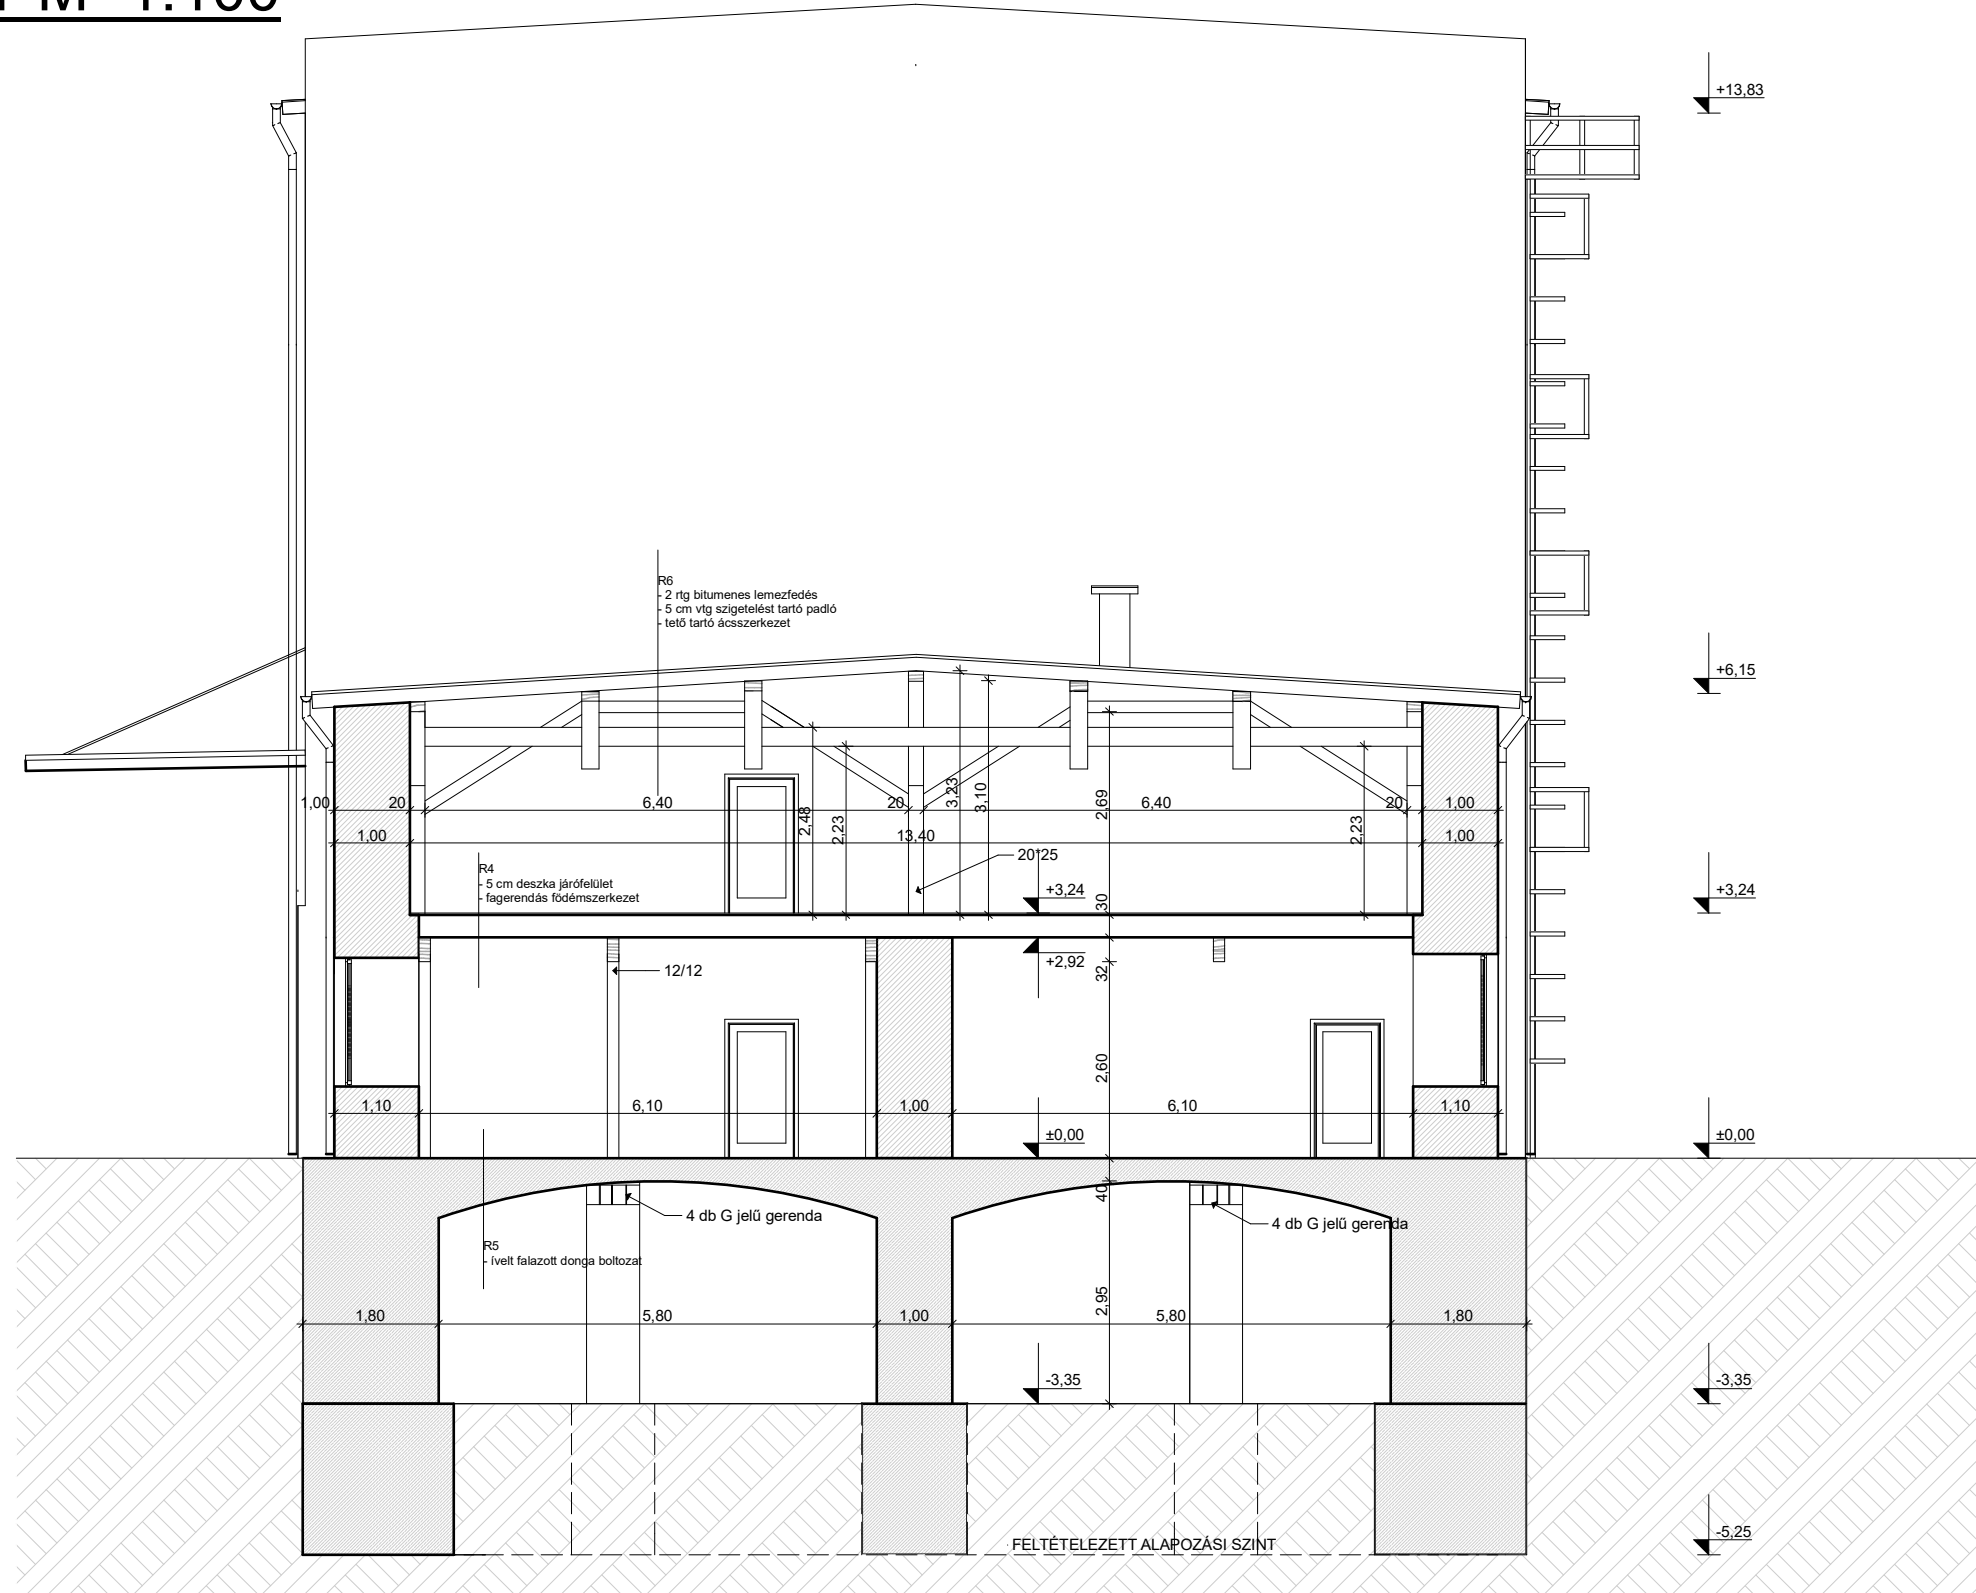 M 1:100
+13,83
R6
- 2 rtg bitumenes lemezfedés
- 5 cm vtg szigetelést tartó padló
- tető tartó ácsszerkezet
+6,15
1,00 20 6,40 20 6,40 20 1,00
2,48
2,23
3,23
3,10
2,69
2,23
1,00 13,40 1,00
20*25
R4
- 5 cm deszka járófelület
- fagerendás födémszerkezet
+3,24
30
+3,24
+2,92
32
12/12
2,60
1,10 6,10 1,00 6,10 1,10
±0,00
±0,00
40
4 db G jelű gerenda
4 db G jelű gerenda
R5
- ívelt falazott donga boltozat
2,95
1,80 5,80 1,00 5,80 1,80
-3,35
-3,35
FELTÉTELEZETT ALAPOZÁSI SZINT
-5,25